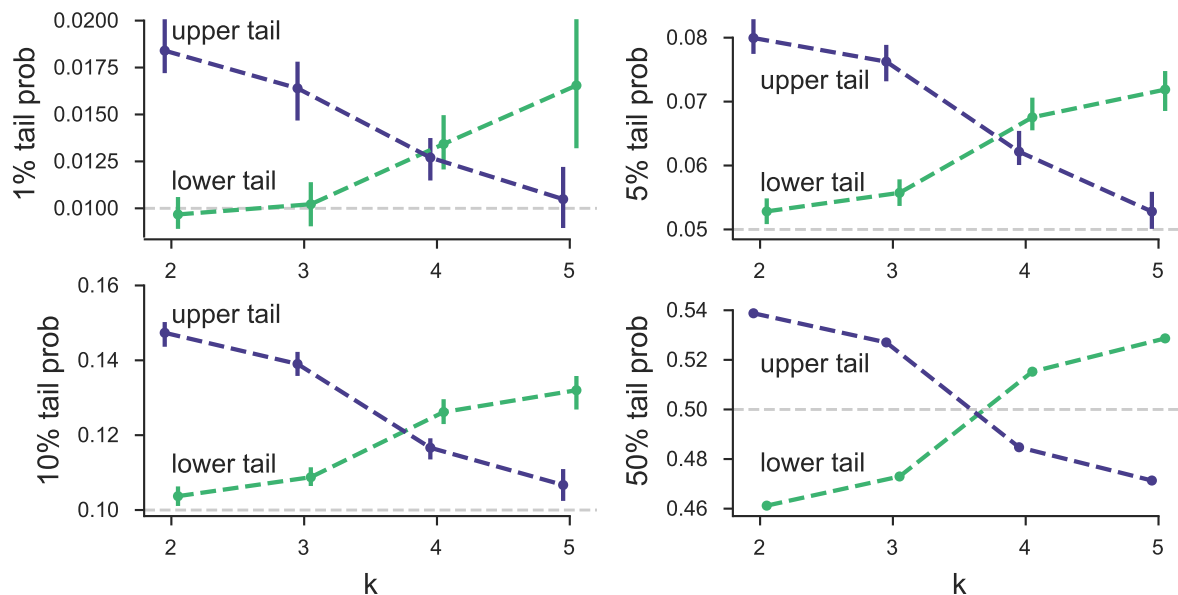 1% tail prob
0.0200
0.0175
0.0150
0.0125
0.0100
upper tail
lower tail
2 3 4 5
5% tail prob
0.08
0.07
0.06
0.05
upper tail
lower tail
2 3 4 5
10% tail prob
0.16
0.14
0.12
0.10
upper tail
lower tail
2 3 4 5
k
50% tail prob
0.54
0.52
0.50
0.48
0.46
upper tail
lower tail
2 3 4 5
k